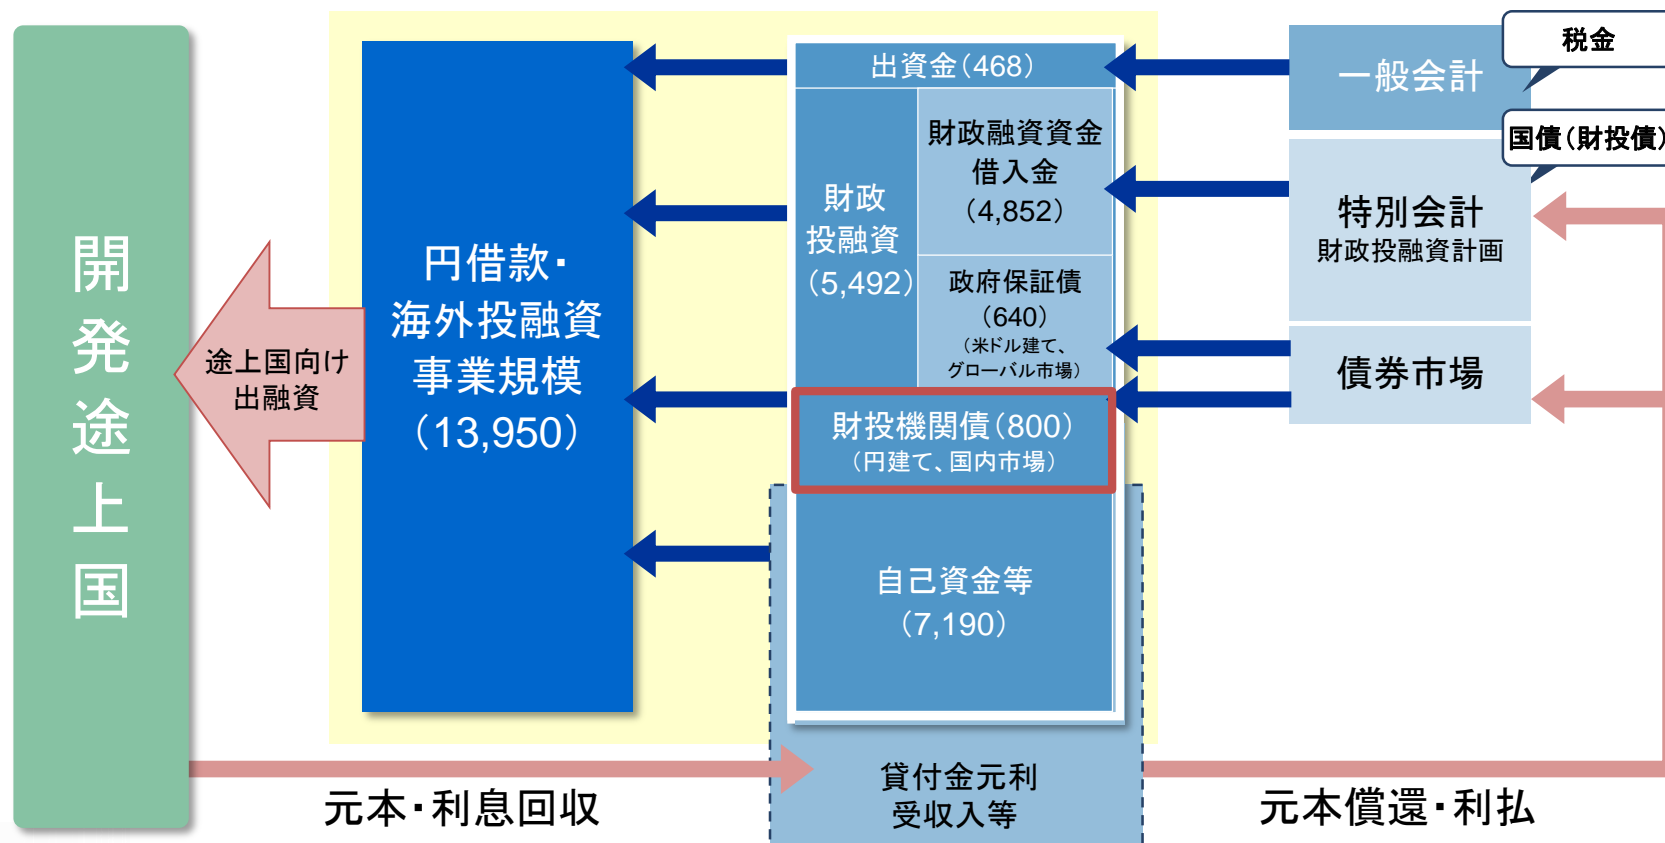 開発途上国
途上国向け
出融資
円借款・
海外投融資
事業規模
（13,950）
出資金（468）
財政
投融資
（5,492）
財政融資資金
借入金
（4,852）
政府保証債
（640）
（米ドル建て、
グローバル市場）
財投機関債（800）
（円建て、国内市場）
自己資金等
（7,190）
貸付金元利
受収入等
一般会計
税金
国債（財投債）
特別会計
財政投融資計画
債券市場
元本・利息回収
元本償還・利払